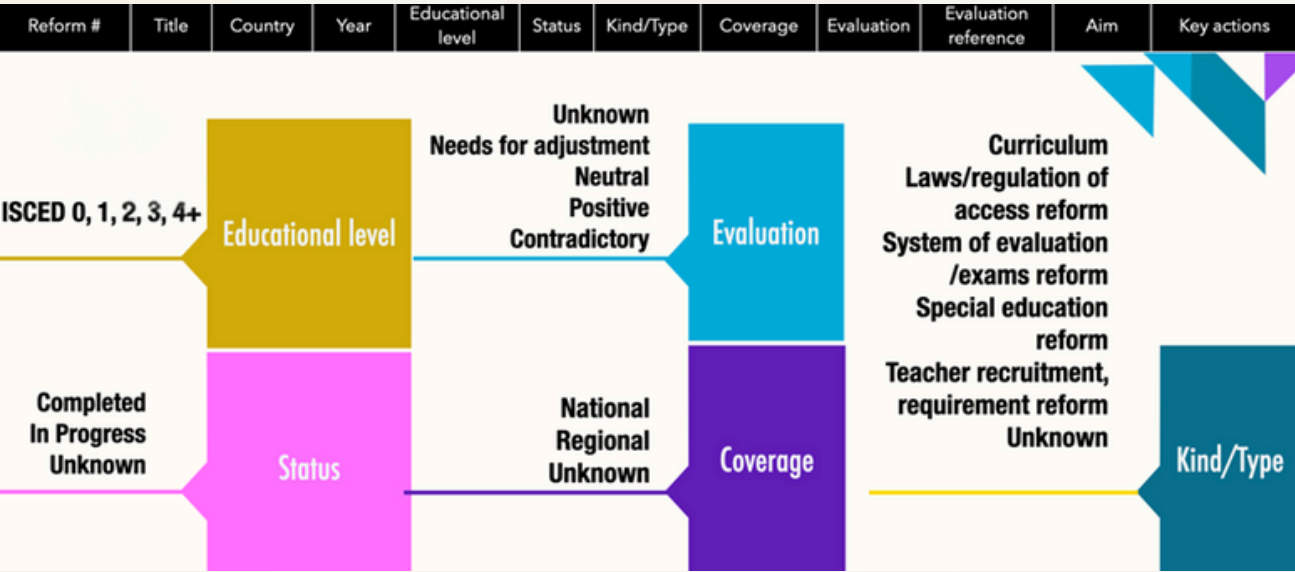 Reform #
Title
Country
Year
Educational
level
Status
Kind/Type
Coverage
Evaluation
Evaluation
reference
Aim
Key actions
ISCED 0, 1, 2, 3, 4+
Educational level
Unknown
Needs for adjustment
Neutral
Positive
Contradictory
Evaluation
Completed
In Progress
Unknown
Status
National
Regional
Unknown
Coverage
Curriculum
Laws/regulation of
access reform
System of evaluation
/exams reform
Special education
reform
Teacher recruitment,
requirement reform
Unknown
Kind/Type